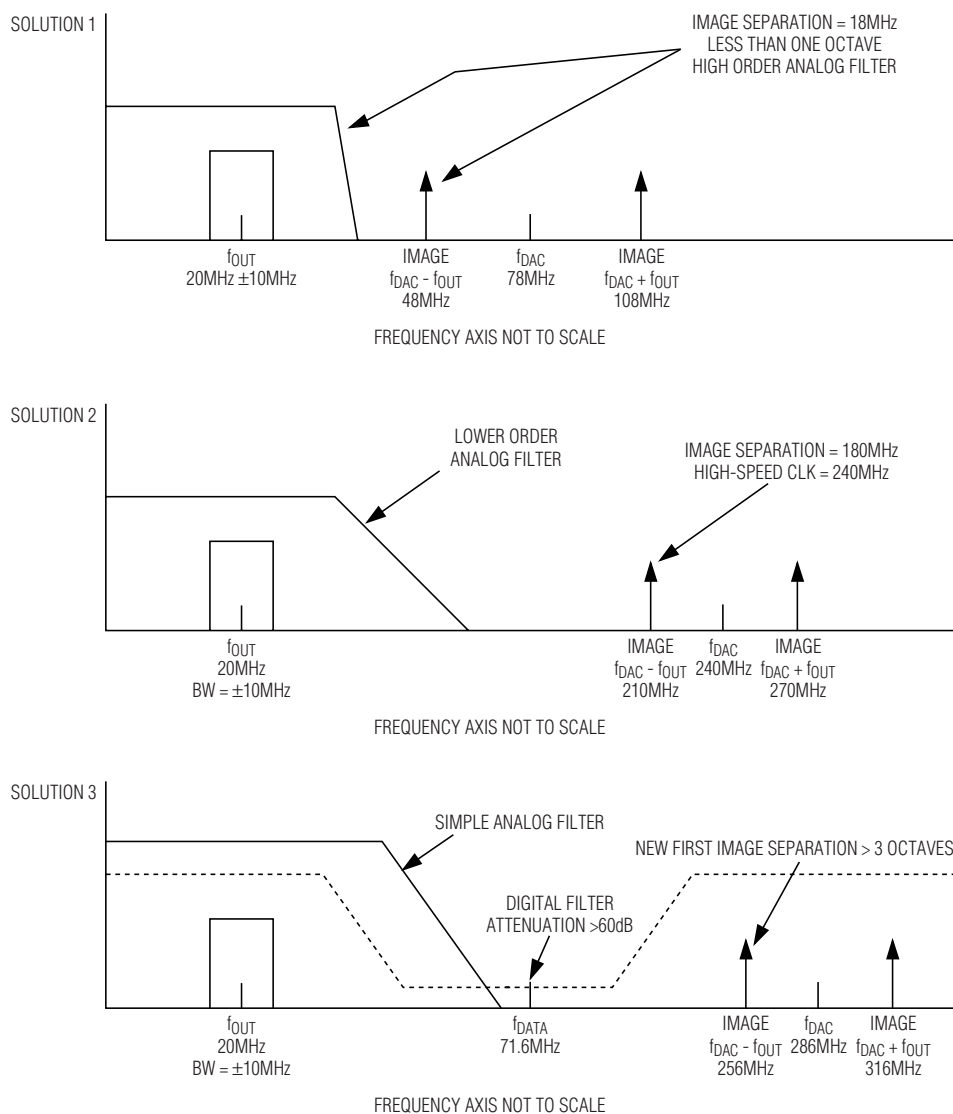 SOLUTION 1
IMAGE SEPARATION = 18MHz
LESS THAN ONE OCTAVE
HIGH ORDER ANALOG FILTER
fOUT
20MHz ±10MHz
IMAGE
fDAC - fOUT
48MHz
fDAC
78MHz
IMAGE
fDAC + fOUT
108MHz
FREQUENCY AXIS NOT TO SCALE
SOLUTION 2
LOWER ORDER
ANALOG FILTER
IMAGE SEPARATION = 180MHz
HIGH-SPEED CLK = 240MHz
fOUT
20MHz
BW = ±10MHz
IMAGE
fDAC - fOUT
210MHz
fDAC
240MHz
IMAGE
fDAC + fOUT
270MHz
FREQUENCY AXIS NOT TO SCALE
SOLUTION 3
SIMPLE ANALOG FILTER
NEW FIRST IMAGE SEPARATION > 3 OCTAVES
DIGITAL FILTER
ATTENUATION >60dB
fOUT
20MHz
BW = ±10MHz
fDATA
71.6MHz
IMAGE
fDAC - fOUT
256MHz
fDAC
286MHz
IMAGE
fDAC + fOUT
316MHz
FREQUENCY AXIS NOT TO SCALE